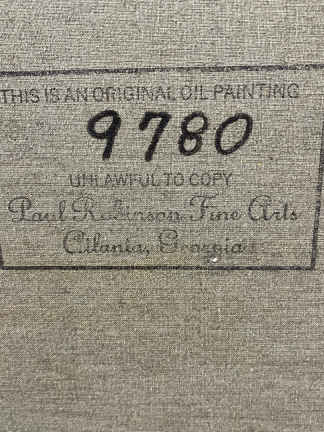 THIS IS AN ORIGINAL OIL PAINTING
9780
UNLAWFUL TO COPY
Paul Robinson Fine Arts
Atlanta, Georgia